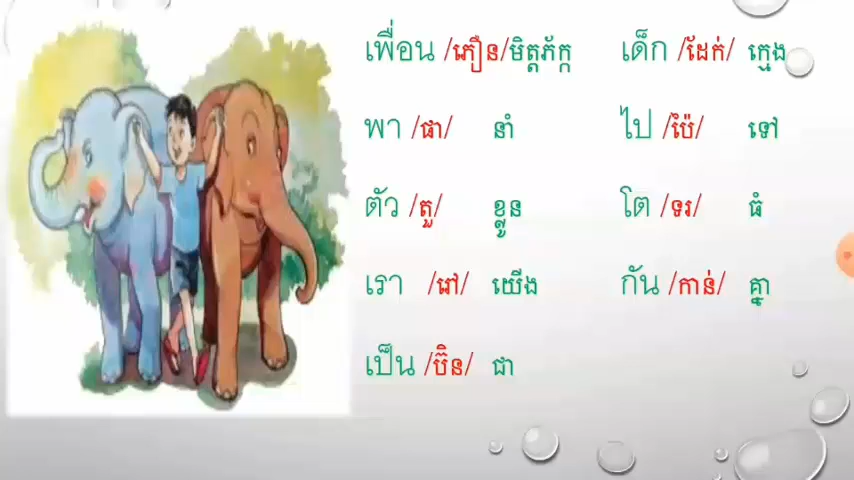 เพื่อน /ភឿន/មិត្តភ័ក្ក เด็ก /ដែក់/ ក្មេង
พา /ផា/ នាំ ไป /ប៉ៃ/ ទៅ
ตัว /តួ/ ខ្លួន โต /ទរ/ ធំ
เรา /រៅ/ យើង กัน /កាន់/ គ្នា
เป็น /ប៊ិន/ ជា